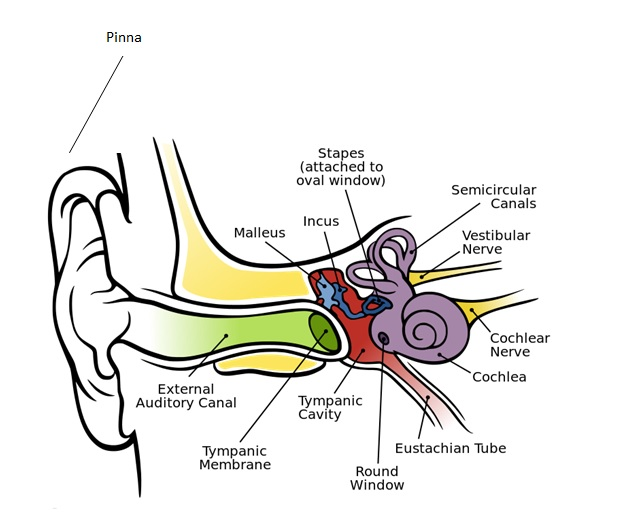 Pinna
Stapes
(attached to
oval window)
Semicircular
Canals
Incus
Malleus
Vestibular
Nerve
Cochlear
Nerve
Cochlea
External
Auditory Canal
Tympanic
Cavity
Eustachian Tube
Tympanic
Membrane
Round
Window